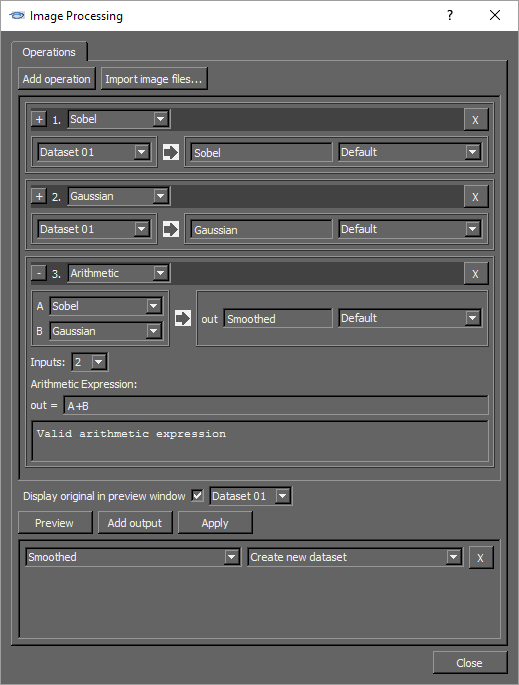 Image Processing ? ×
Operations
Add operation Import image files...
+ 1. Sobel X
Dataset 01 Sobel Default
+ 2. Gaussian X
Dataset 01 Gaussian Default
- 3. Arithmetic X
A Sobel
out Smoothed Default
B Gaussian
Inputs: 2
Arithmetic Expression:
out = A+B
Valid arithmetic expression
Display original in preview window Dataset 01
Preview Add output Apply
Smoothed Create new dataset X
Close